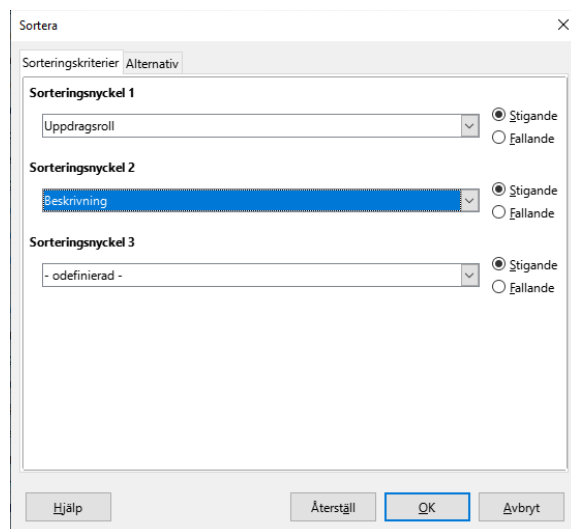 Sortera
Sorteringskriterier Alternativ
Sorteringsnyckel 1
Uppdragsroll
Stigande
Fallande
Sorteringsnyckel 2
Beskrivning
Stigande
Fallande
Sorteringsnyckel 3
- odefinierad -
Stigande
Fallande
Hjälp Återställ OK Avbryt